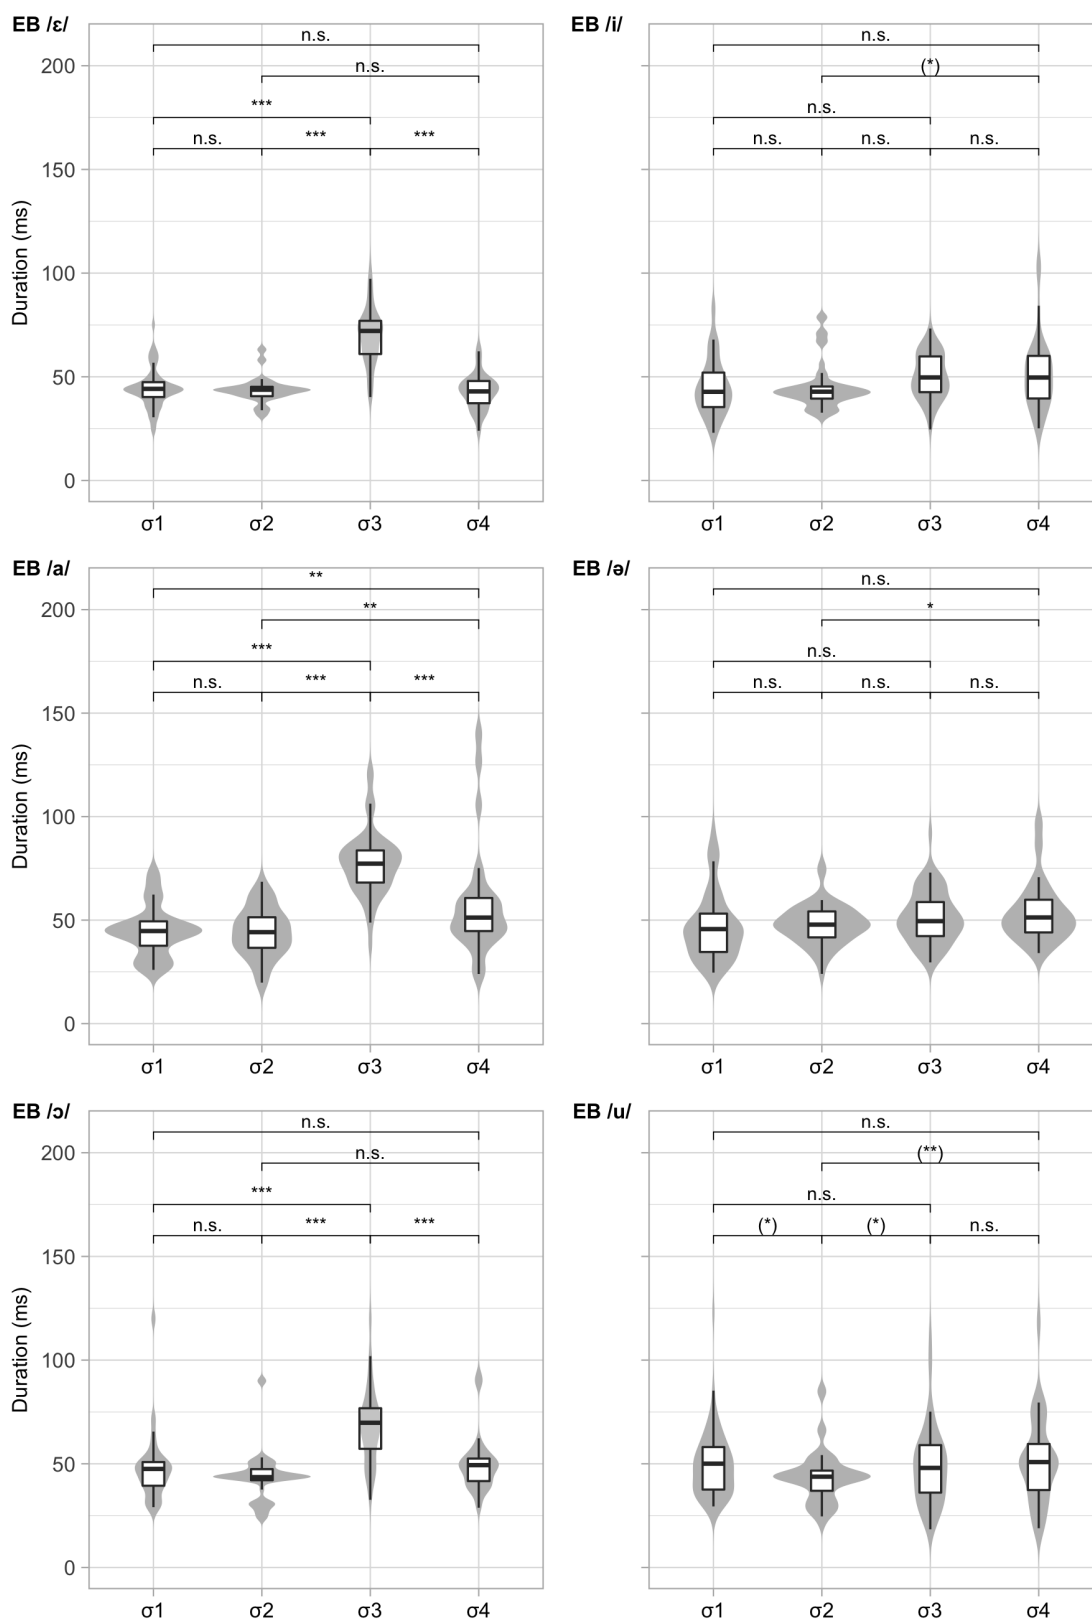 EB /ɛ/
n.s.
n.s.
***
n.s. *** ***
200
150
100
50
0
Duration (ms)
σ1 σ2 σ3 σ4
EB /i/
n.s.
(*)
n.s.
n.s. n.s. n.s.
σ1 σ2 σ3 σ4
EB /a/
**
**
***
n.s. *** ***
200
150
100
50
0
Duration (ms)
σ1 σ2 σ3 σ4
EB /ə/
n.s.
*
n.s.
n.s. n.s. n.s.
σ1 σ2 σ3 σ4
EB /ɔ/
n.s.
n.s.
***
n.s. *** ***
200
150
100
50
0
Duration (ms)
σ1 σ2 σ3 σ4
EB /u/
n.s.
(**)
n.s.
(*) (*) n.s.
σ1 σ2 σ3 σ4